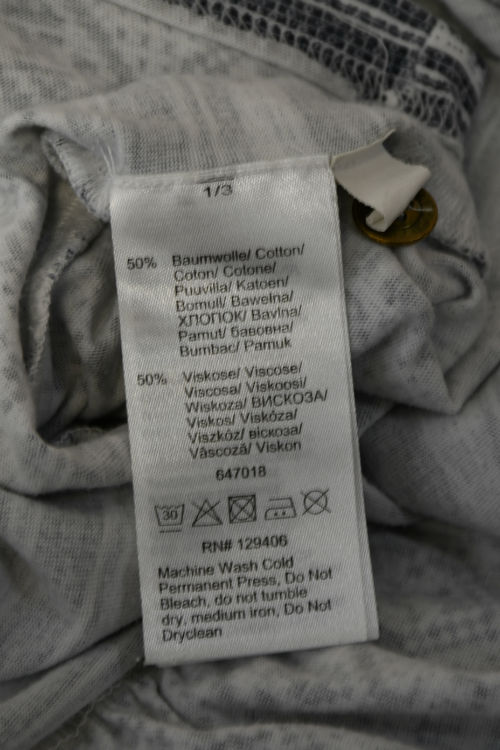 1/3
50% Baumwolle/ Cotton/
Coton/ Cotone/
Puuvilla/ Katoen/
Bomull/ Bawelna/
ХЛОПОК/ Bavlna/
Pamut/ бавовна/
Bumbac/ Pamuk
50% Viskose/ Viscose/
Viscosa/ Viskoosi/
Wiskoza/ ВИСКОЗА/
Viskos/ Viskóza/
Viszkóz/ віскоза/
Vâscoză/ Viskon
647018
30
RN# 129406
Machine Wash Cold
Permanent Press, Do Not
Bleach, do not tumble
dry, medium iron, Do Not
Dryclean